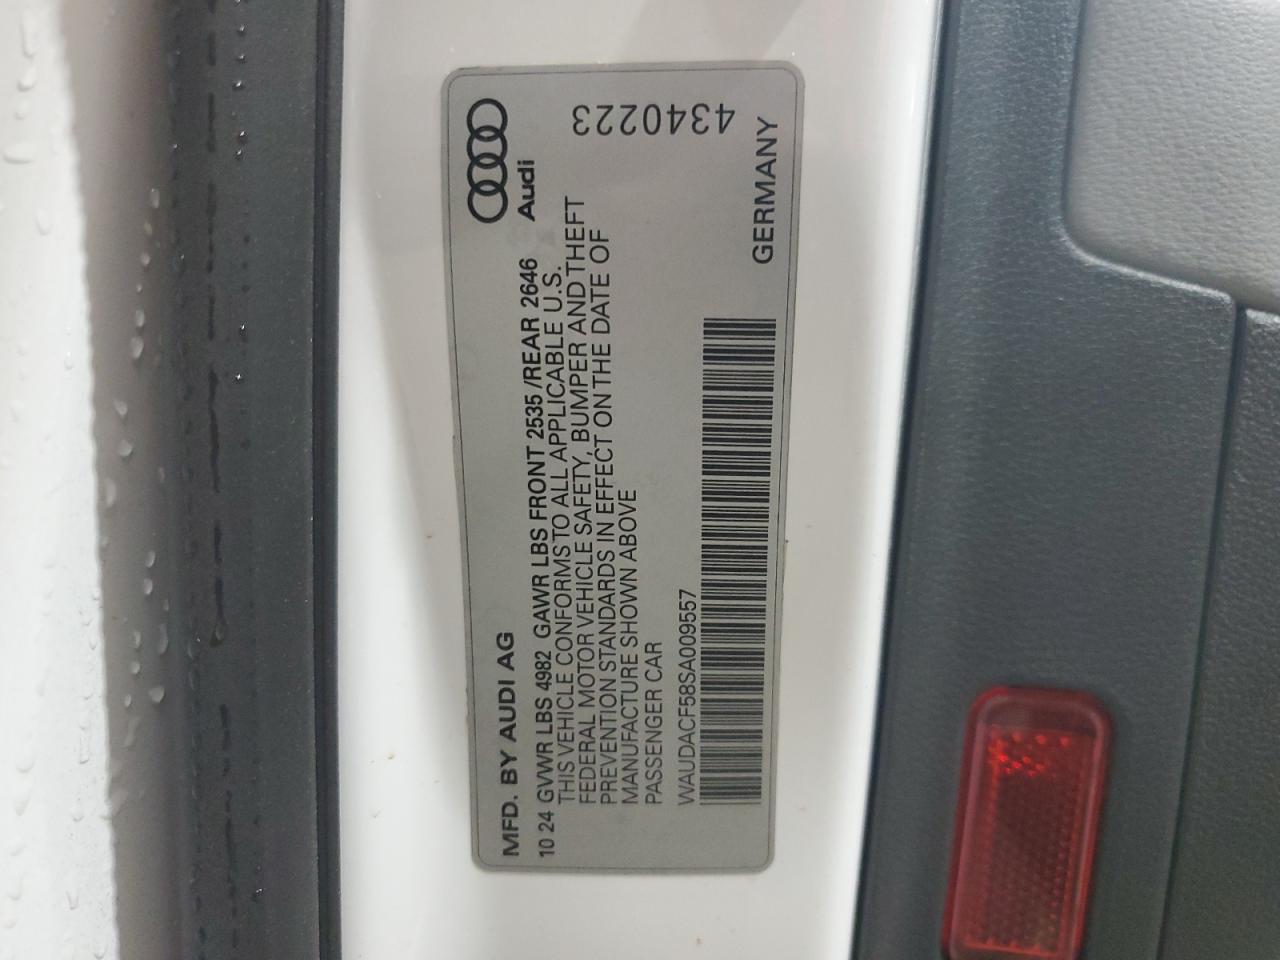 MFD. BY AUDI AG
Audi
10 24 GVWR LBS 4982 GAWR LBS FRONT 2535 /REAR 2646
THIS VEHICLE CONFORMS TO ALL APPLICABLE U.S.
FEDERAL MOTOR VEHICLE SAFETY, BUMPER AND THEFT
PREVENTION STANDARDS IN EFFECT ON THE DATE OF
MANUFACTURE SHOWN ABOVE
PASSENGER CAR
WAUDACF58SA009557
GERMANY
4340223